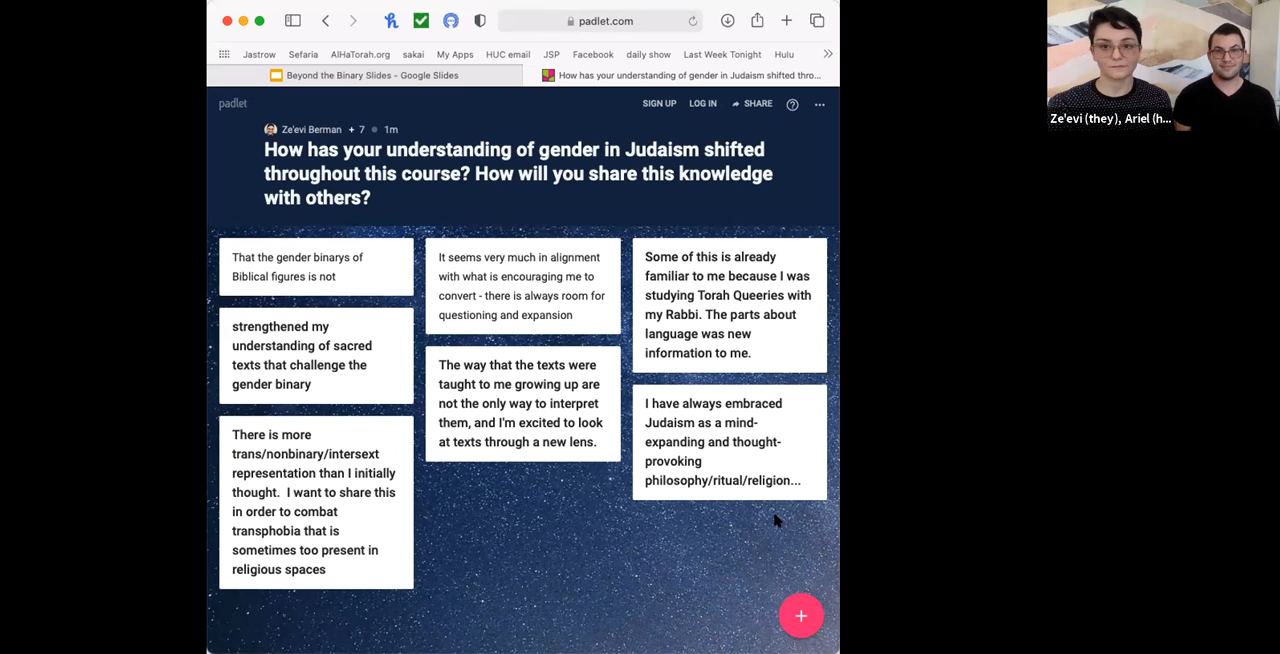 padlet.com
Jastrow Sefaria AlHaTorah.org sakai My Apps HUC email JSP Facebook daily show Last Week Tonight Hulu
Beyond the Binary Slides - Google Slides
How has your understanding of gender in Judaism shifted thro...
padlet
SIGN UP LOG IN SHARE
Ze'evi Berman + 7 1m
How has your understanding of gender in Judaism shifted
throughout this course? How will you share this knowledge
with others?
That the gender binarys of
Biblical figures is not
strengthened my
understanding of sacred
texts that challenge the
gender binary
There is more
trans/nonbinary/intersext
representation than I initially
thought. I want to share this
in order to combat
transphobia that is
sometimes too present in
religious spaces
It seems very much in alignment
with what is encouraging me to
convert - there is always room for
questioning and expansion
The way that the texts were
taught to me growing up are
not the only way to interpret
them, and I'm excited to look
at texts through a new lens.
Some of this is already
familiar to me because I was
studying Torah Queeries with
my Rabbi. The parts about
language was new
information to me.
I have always embraced
Judaism as a mind-
expanding and thought-
provoking
philosophy/ritual/religion...
Ze'evi (they), Ariel (h...